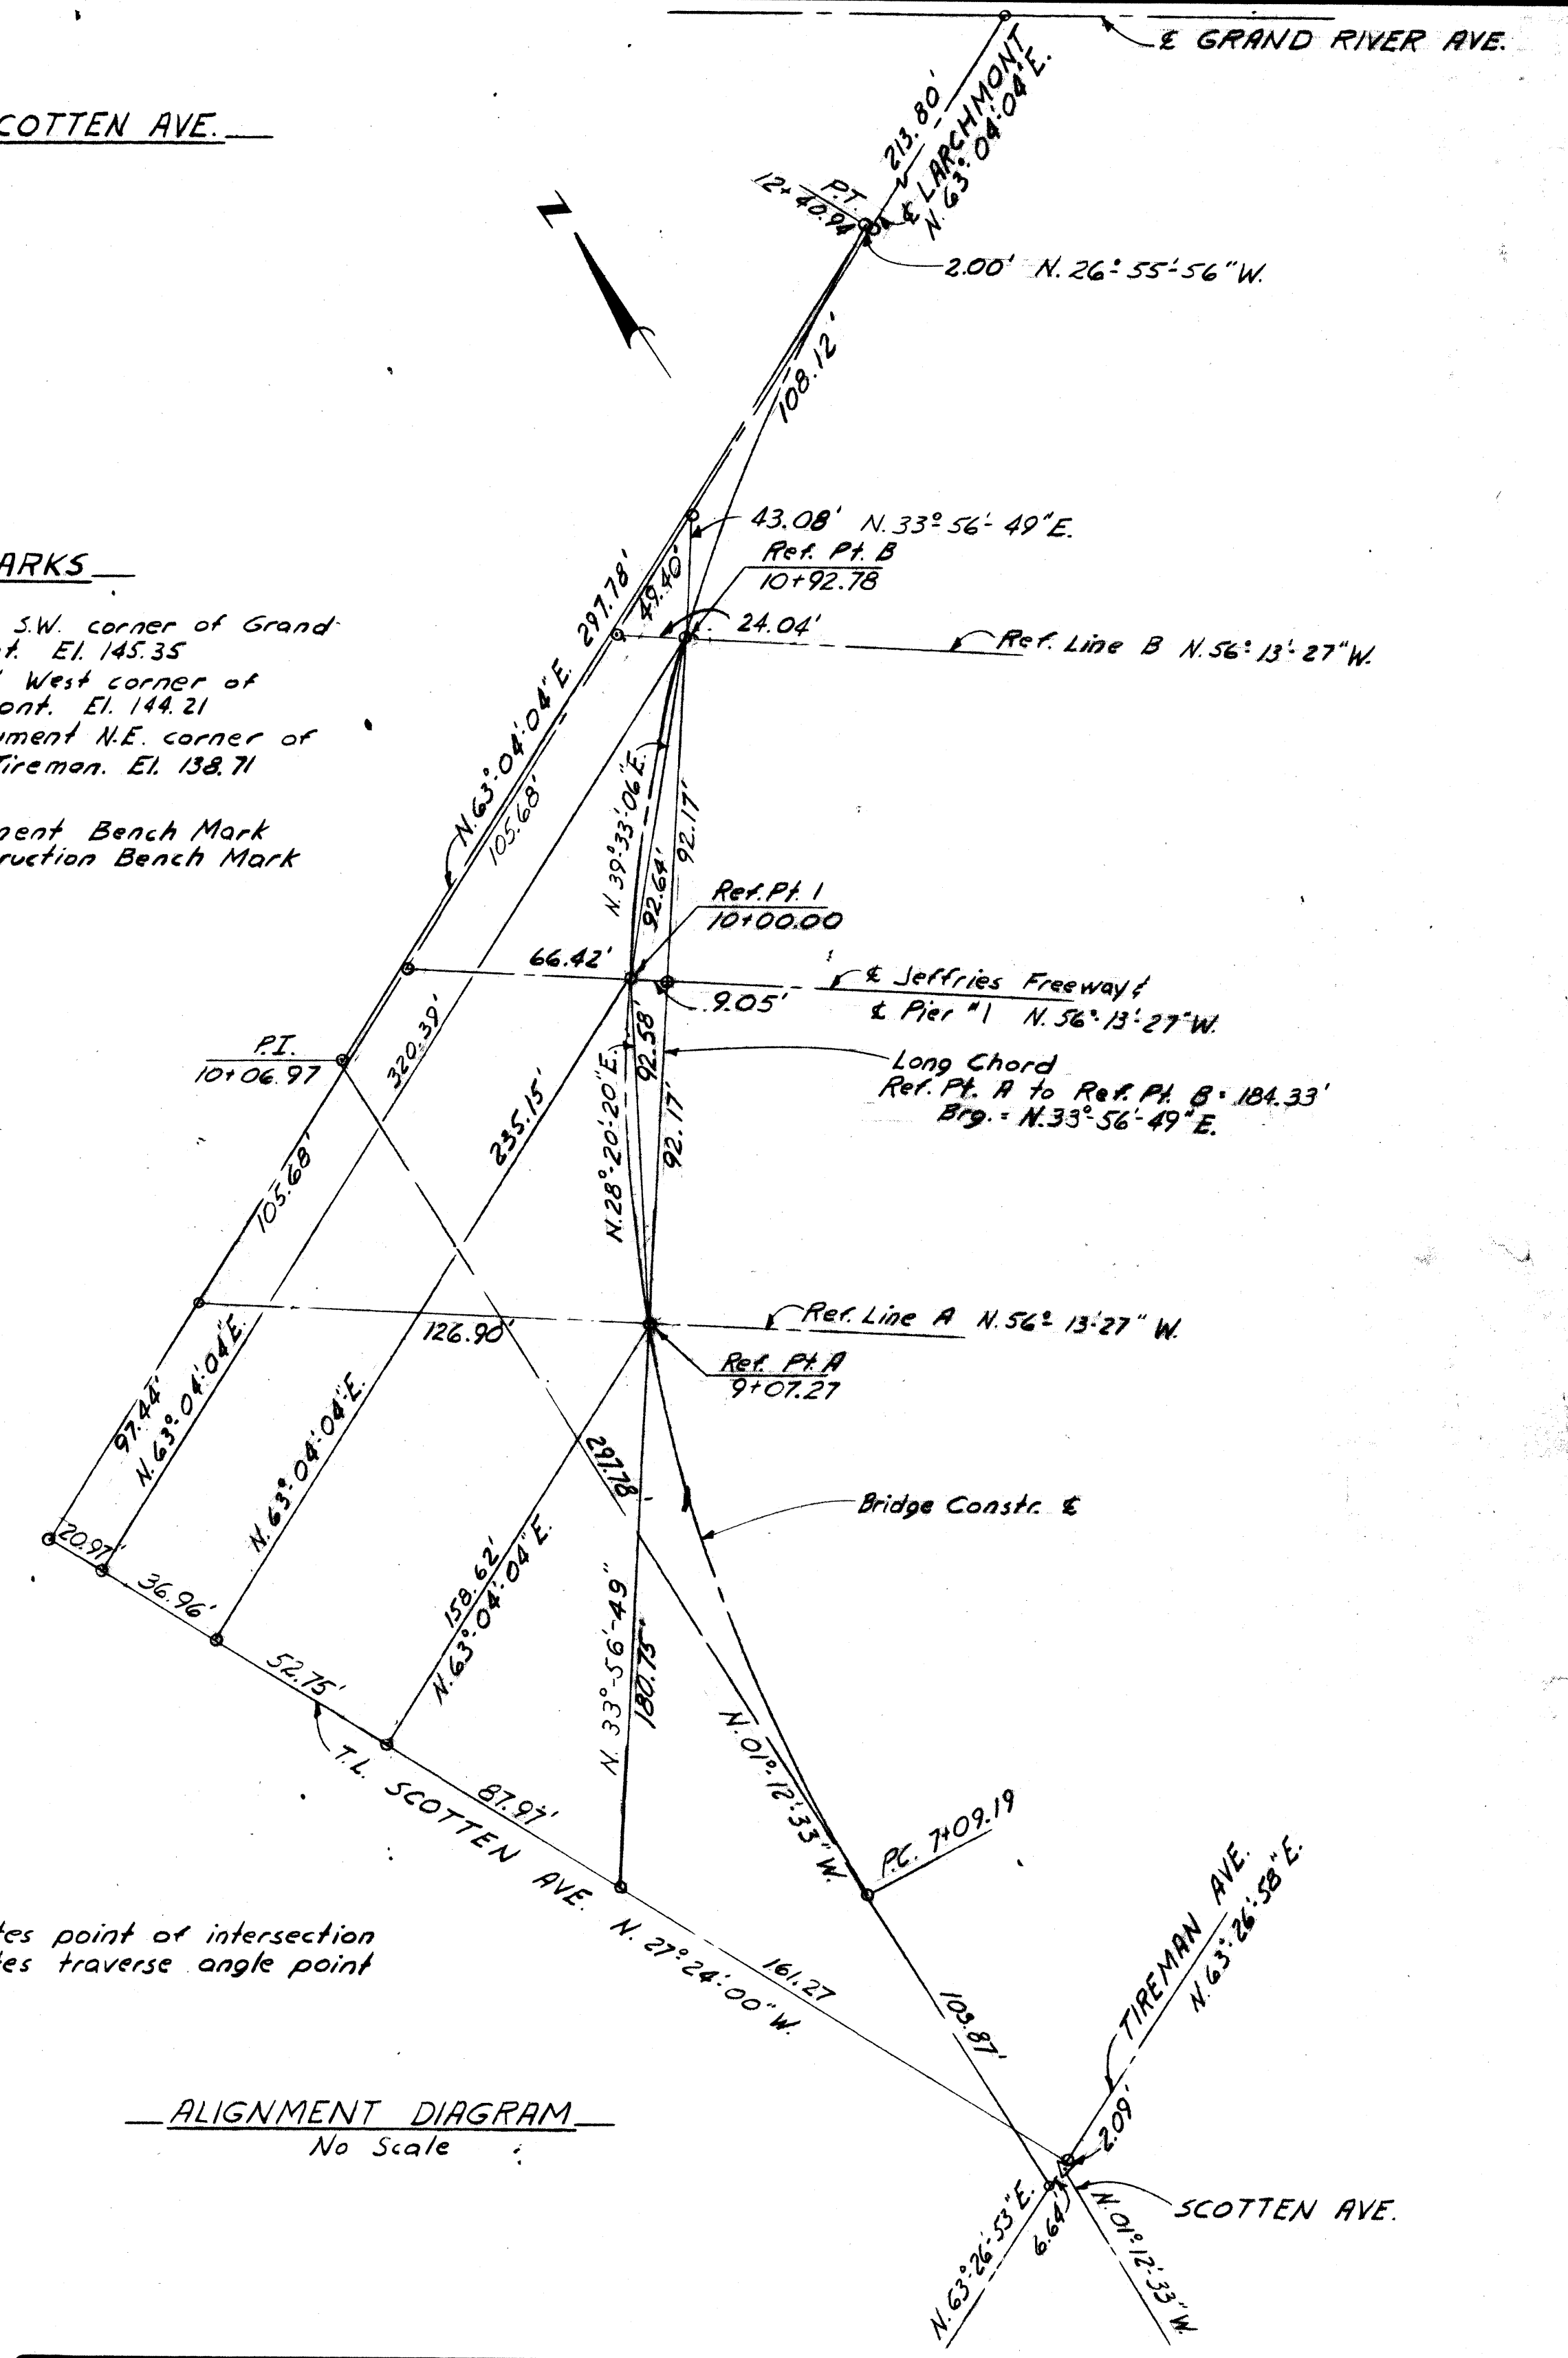 ℄ GRAND RIVER AVE.
COTTEN AVE.
213.80'
℄ LARCHMONT
N. 63°-04'-04" E.
P.T.
12+40.94
2.00' N. 26°-55'-56" W.
N
108.12'
43.08' N. 33°-56'-49" E.
Ref. Pt. B
10+92.78
49.40'
24.04'
Ref. Line B N. 56°-13'-27" W.
ARKS
S.W. corner of Grand
t. El. 145.35
West corner of
ont. El. 144.21
ument N.E. corner of
Tireman. El. 138.71
ment Bench Mark
ruction Bench Mark
N. 63°-04'-04" E. 297.78'
105.68'
N. 39°-33'-06" E.
92.64'
92.17'
Ref. Pt. 1
10+00.00
66.42'
9.05'
℄ Jeffries Freeway &
℄ Pier #1 N. 56°-13'-27" W.
P.I.
10+06.97
320.39'
235.15'
N. 28°-20'-20" E.
92.58'
92.17'
Long Chord
Ref. Pt. A to Ref. Pt. B = 184.33'
Brg. = N. 33°-56'-49" E.
105.68'
126.90'
Ref. Line A N. 56°-13'-27" W.
Ref. Pt. A
9+07.27
97.44'
N. 63°-04'-04" E.
N. 63°-04'-04" E.
297.78'
Bridge Constr. ℄
20.97'
36.96'
52.75'
158.62'
N. 63°-04'-04" E.
N. 33°-56'-49"
180.75'
N. 01°-12'-33" W.
P.C. 7+09.19
T.L. SCOTTEN AVE. N. 27°-24'-00" W.
87.97'
161.27
103.87'
TIREMAN AVE.
N. 63°-26'-58" E.
tes point of intersection
tes traverse angle point
ALIGNMENT DIAGRAM
No Scale
2.09'
N. 63°-26'-53" E.
6.64'
N. 01°-12'-33" W.
SCOTTEN AVE.